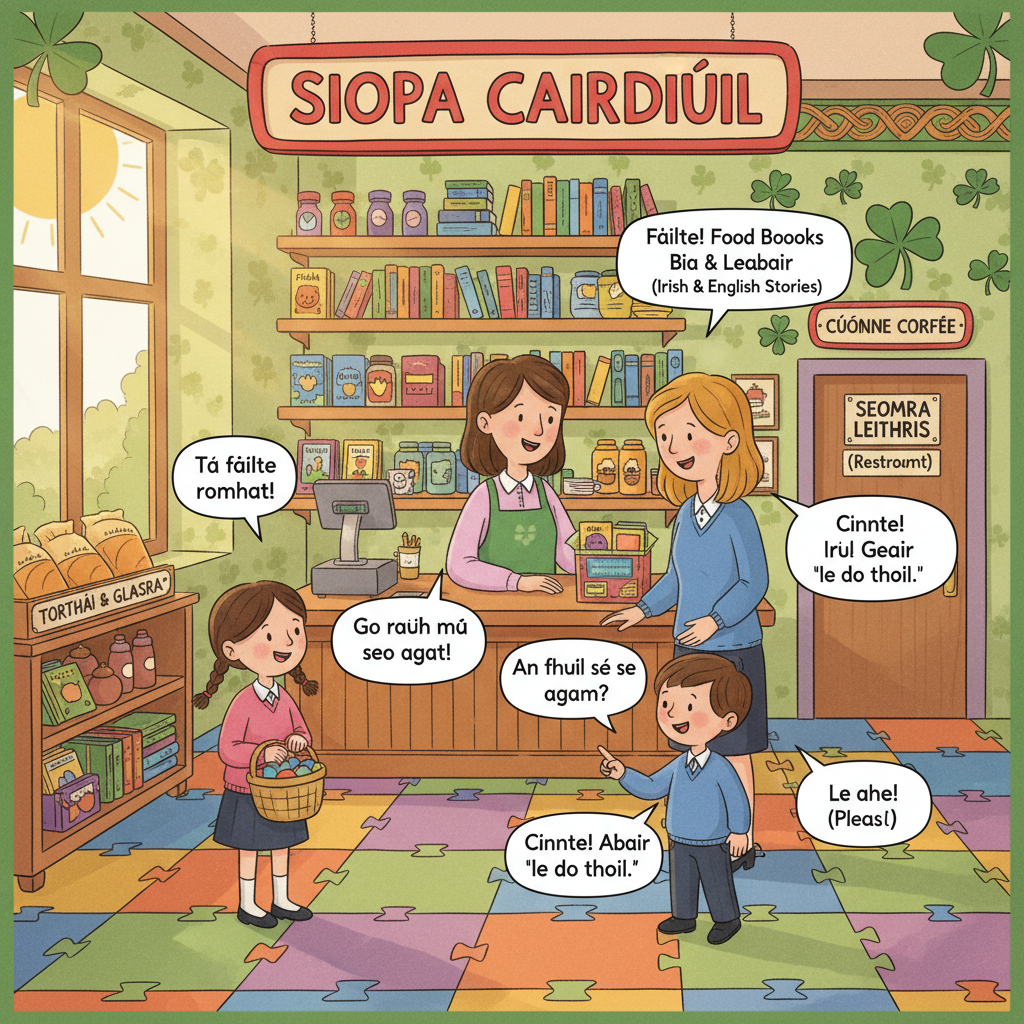 SIOPA CAIRDIÚIL
Fáilte! Food Boooks
Bia & Leabair
(Irish & English Stories)
· CÚÓNNE CORFÉE ·
SEOMRA
LEITHRIS
(Restroumt)
Tá fáilte
romhat!
Cinnte!
Irúl Geair
"le do thoil."
TORTHÁI & GLASRA"
Go rauh mú
seo agat!
An fhuil sé se
agam?
Le ahe!
(Pleasl)
Cinnte! Abair
"le do thoil."